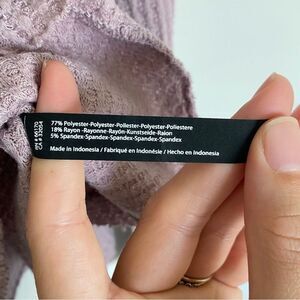 77% Polyester-Polyester-Poliester-Polyester-Poliestere
18% Rayon -Rayonne-Rayón-Kunstseide-Raion
5% Spandex-Spandex-Spandex-Spandex-Spandex
Made in Indonesia / Fabriqué en Indonésie / Hecho en Indonesia